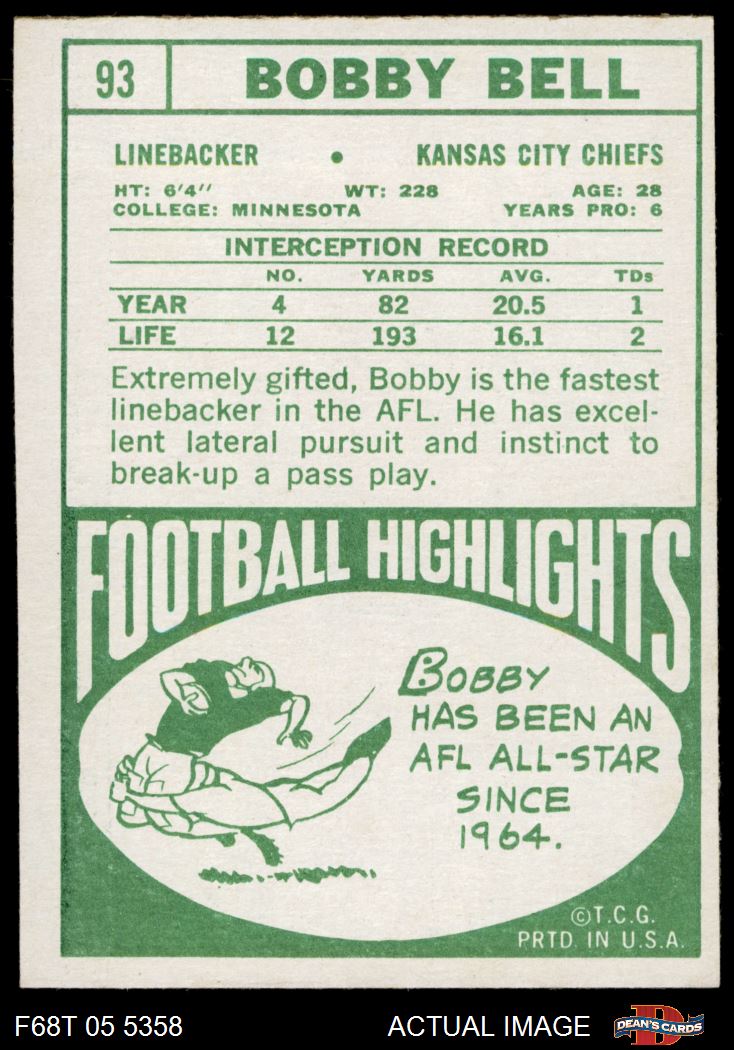 93 BOBBY BELL
LINEBACKER • KANSAS CITY CHIEFS
HT: 6'4" WT: 228 AGE: 28
COLLEGE: MINNESOTA YEARS PRO: 6
INTERCEPTION RECORD
NO. YARDS AVG. TDs
YEAR 4 82 20.5 1
LIFE 12 193 16.1 2
Extremely gifted, Bobby is the fastest
linebacker in the AFL. He has excel-
lent lateral pursuit and instinct to
break-up a pass play.
FOOTBALL HIGHLIGHTS
BOBBY
HAS BEEN AN
AFL ALL-STAR
SINCE
1964.
©T.C.G.
PRTD. IN U.S.A.
F68T 05 5358 ACTUAL IMAGE D DEAN'S CARDS